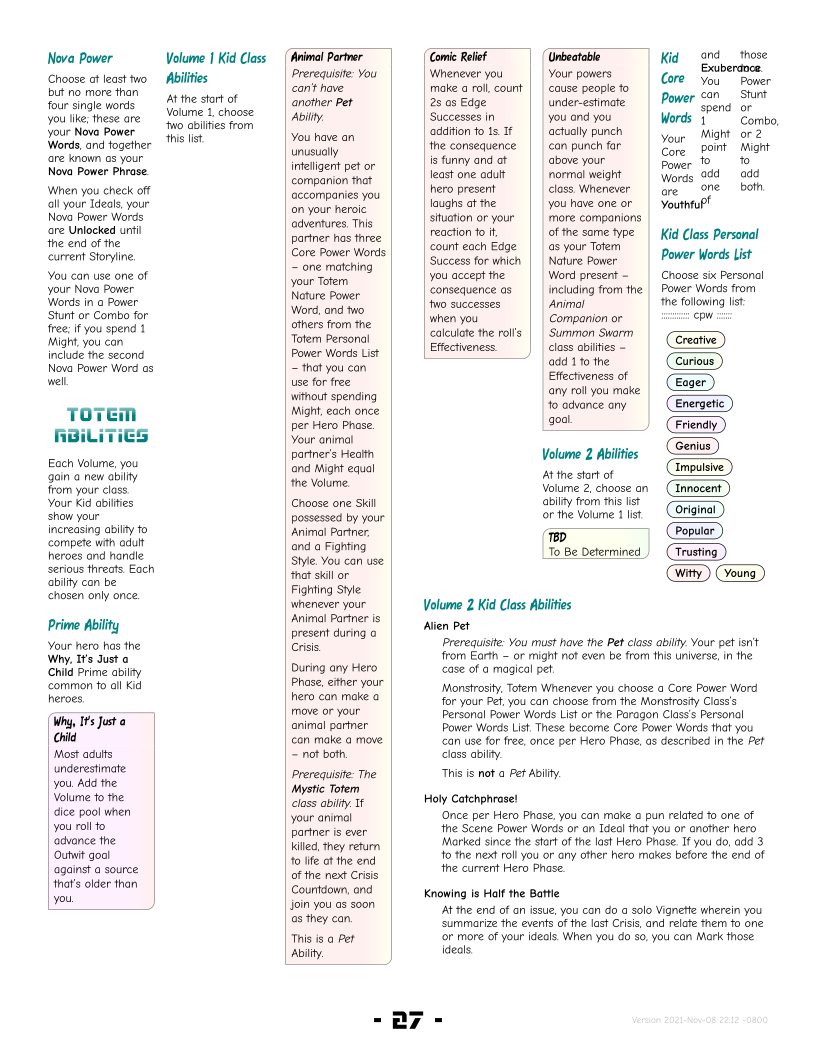 Nova Power
Choose at least two
but no more than
four single words
you like; these are
your Nova Power
Words, and together
are known as your
Nova Power Phrase.
When you check off
all your Ideals, your
Nova Power Words
are Unlocked until
the end of the
current Storyline.
You can use one of
your Nova Power
Words in a Power
Stunt or Combo for
free; if you spend 1
Might, you can
include the second
Nova Power Word as
well.
TOTEM
ABILITIES
Each Volume, you
gain a new ability
from your class.
Your Kid abilities
show your
increasing ability to
compete with adult
heroes and handle
serious threats. Each
ability can be
chosen only once.
Prime Ability
Your hero has the
Why, It's Just a
Child Prime ability
common to all Kid
heroes.
Why, It's Just a
Child
Most adults
underestimate
you. Add the
Volume to the
dice pool when
you roll to
advance the
Outwit goal
against a source
that's older than
you.
Volume 1 Kid Class
Abilities
At the start of
Volume 1, choose
two abilities from
this list.
Animal Partner
Prerequisite: You
can't have
another Pet
Ability.
You have an
unusually
intelligent pet or
companion that
accompanies you
on your heroic
adventures. This
partner has three
Core Power Words
– one matching
your Totem
Nature Power
Word, and two
others from the
Totem Personal
Power Words List
– that you can
use for free
without spending
Might, each once
per Hero Phase.
Your animal
partner's Health
and Might equal
the Volume.
Choose one Skill
possessed by your
Animal Partner,
and a Fighting
Style. You can use
that skill or
Fighting Style
whenever your
Animal Partner is
present during a
Crisis.
During any Hero
Phase, either your
hero can make a
move or your
animal partner
can make a move
– not both.
Prerequisite: The
Mystic Totem
class ability. If
your animal
partner is ever
killed, they return
to life at the end
of the next Crisis
Countdown, and
join you as soon
as they can.
This is a Pet
Ability.
Comic Relief
Whenever you
make a roll, count
2s as Edge
Successes in
addition to 1s. If
the consequence
is funny and at
least one adult
hero present
laughs at the
situation or your
reaction to it,
count each Edge
Success for which
you accept the
consequence as
two successes
when you
calculate the roll's
Effectiveness.
Unbeatable
Your powers
cause people to
under-estimate
you and you
actually punch
can punch far
above your
normal weight
class. Whenever
you have one or
more companions
of the same type
as your Totem
Nature Power
Word present –
including from the
Animal
Companion or
Summon Swarm
class abilities –
add 1 to the
Effectiveness of
any roll you make
to advance any
goal.
Volume 2 Abilities
At the start of
Volume 2, choose an
ability from this list
or the Volume 1 list.
TBD
To Be Determined
Kid
Core
Power
Words
Your
Core
Power
Words
are
Youthful
and
Exuberance.
You
can
spend
1
Might
point
to
add
one
of
those
Power
Stunt
or
Combo,
or 2
Might
to
add
both.
Kid Class Personal
Power Words List
Choose six Personal
Power Words from
the following list:
::::::::::::: cpw :::::::
Creative
Curious
Eager
Energetic
Friendly
Genius
Impulsive
Innocent
Original
Popular
Trusting
Witty Young
Volume 2 Kid Class Abilities
Alien Pet
Prerequisite: You must have the Pet class ability. Your pet isn't
from Earth – or might not even be from this universe, in the
case of a magical pet.
Monstrosity, Totem Whenever you choose a Core Power Word
for your Pet, you can choose from the Monstrosity Class's
Personal Power Words List or the Paragon Class's Personal
Power Words List. These become Core Power Words that you
can use for free, once per Hero Phase, as described in the Pet
class ability.
This is not a Pet Ability.
Holy Catchphrase!
Once per Hero Phase, you can make a pun related to one of
the Scene Power Words or an Ideal that you or another hero
Marked since the start of the last Hero Phase. If you do, add 3
to the next roll you or any other hero makes before the end of
the current Hero Phase.
Knowing is Half the Battle
At the end of an issue, you can do a solo Vignette wherein you
summarize the events of the last Crisis, and relate them to one
or more of your ideals. When you do so, you can Mark those
ideals.
- 27 -
Version 2021-Nov-08 22:12 -0800